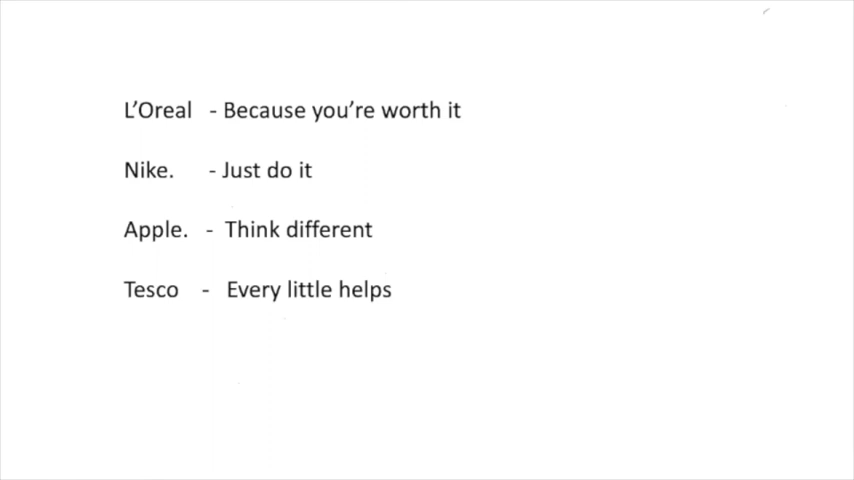 L’Oreal - Because you’re worth it
Nike. - Just do it
Apple. - Think different
Tesco - Every little helps